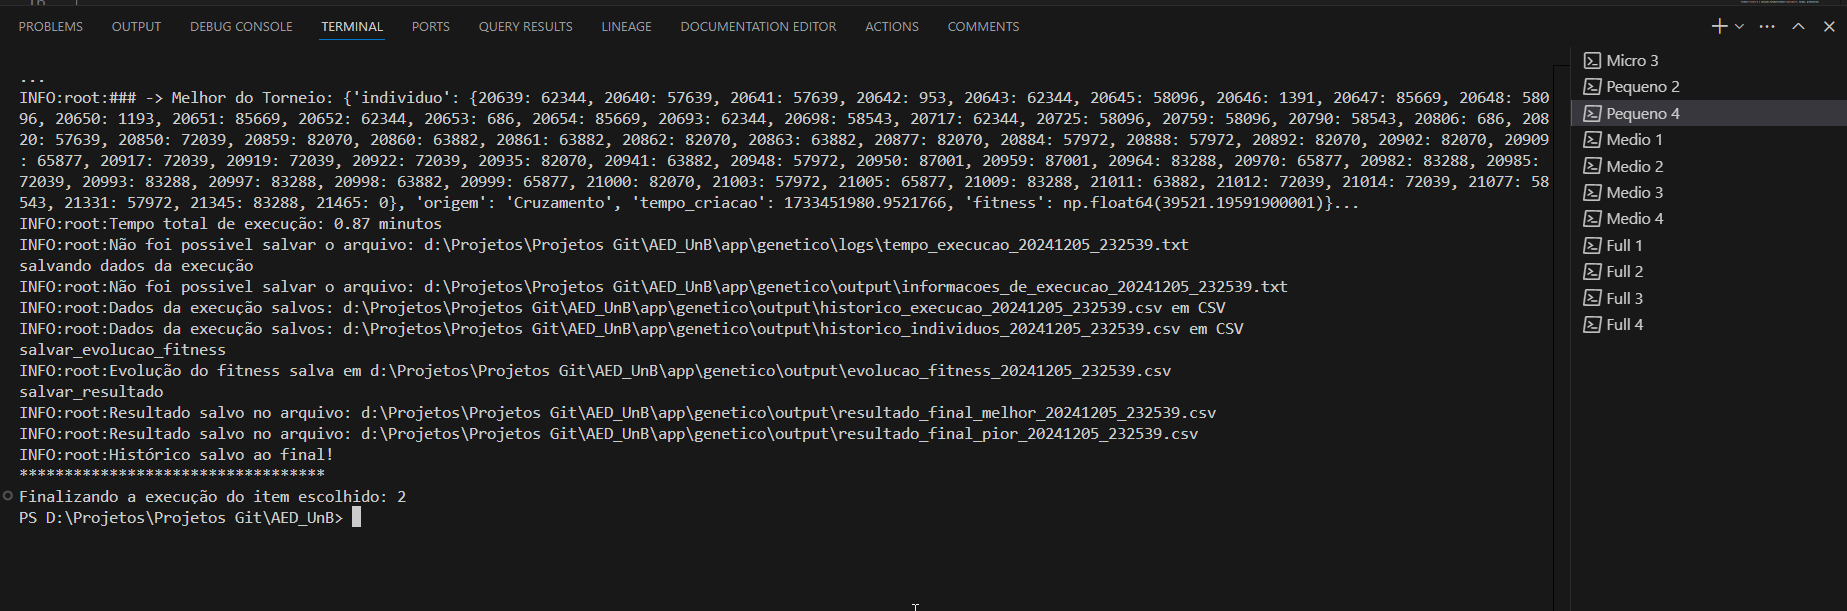 PROBLEMS OUTPUT DEBUG CONSOLE TERMINAL PORTS QUERY RESULTS LINEAGE DOCUMENTATION EDITOR ACTIONS COMMENTS
...
INFO:root:### -> Melhor do Torneio: {'individuo': {20639: 62344, 20640: 57639, 20641: 57639, 20642: 953, 20643: 62344, 20645: 58096, 20646: 1391, 20647: 85669, 20648: 580
96, 20650: 1193, 20651: 85669, 20652: 62344, 20653: 686, 20654: 85669, 20693: 62344, 20698: 58543, 20717: 62344, 20725: 58096, 20759: 58096, 20790: 58543, 20806: 686, 208
20: 57639, 20850: 72039, 20859: 82070, 20860: 63882, 20861: 63882, 20862: 82070, 20863: 63882, 20877: 82070, 20884: 57972, 20888: 57972, 20892: 82070, 20902: 82070, 20909
: 65877, 20917: 72039, 20919: 72039, 20922: 72039, 20935: 82070, 20941: 63882, 20948: 57972, 20950: 87001, 20959: 87001, 20964: 83288, 20970: 65877, 20982: 83288, 20985:
72039, 20993: 83288, 20997: 83288, 20998: 63882, 20999: 65877, 21000: 82070, 21003: 57972, 21005: 65877, 21009: 83288, 21011: 63882, 21012: 72039, 21014: 72039, 21077: 58
543, 21331: 57972, 21345: 83288, 21465: 0}, 'origem': 'Cruzamento', 'tempo_criacao': 1733451980.9521766, 'fitness': np.float64(39521.19591900001)}...
INFO:root:Tempo total de execução: 0.87 minutos
INFO:root:Não foi possivel salvar o arquivo: d:\Projetos\Projetos Git\AED_UnB\app\genetico\logs\tempo_execucao_20241205_232539.txt
salvando dados da execução
INFO:root:Não foi possivel salvar o arquivo: d:\Projetos\Projetos Git\AED_UnB\app\genetico\output\informacoes_de_execucao_20241205_232539.txt
INFO:root:Dados da execução salvos: d:\Projetos\Projetos Git\AED_UnB\app\genetico\output\historico_execucao_20241205_232539.csv em CSV
INFO:root:Dados da execução salvos: d:\Projetos\Projetos Git\AED_UnB\app\genetico\output\historico_individuos_20241205_232539.csv em CSV
salvar_evolucao_fitness
INFO:root:Evolução do fitness salva em d:\Projetos\Projetos Git\AED_UnB\app\genetico\output\evolucao_fitness_20241205_232539.csv
salvar_resultado
INFO:root:Resultado salvo no arquivo: d:\Projetos\Projetos Git\AED_UnB\app\genetico\output\resultado_final_melhor_20241205_232539.csv
INFO:root:Resultado salvo no arquivo: d:\Projetos\Projetos Git\AED_UnB\app\genetico\output\resultado_final_pior_20241205_232539.csv
INFO:root:Histórico salvo ao final!
**********************************
Finalizando a execução do item escolhido: 2
PS D:\Projetos\Projetos Git\AED_UnB>
Micro 3
Pequeno 2
Pequeno 4
Medio 1
Medio 2
Medio 3
Medio 4
Full 1
Full 2
Full 3
Full 4